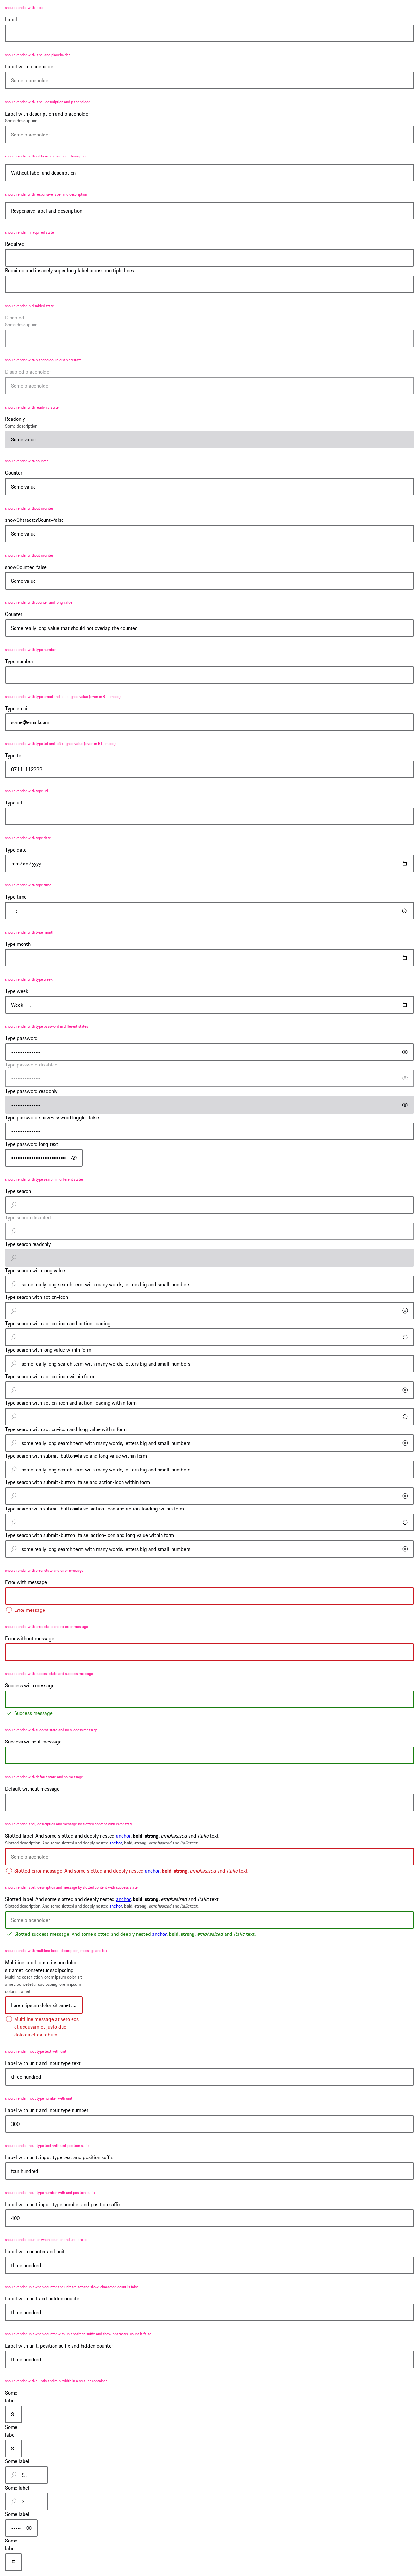 should render with label
Label
should render with label and placeholder
Label with placeholder
Some placeholder
should render with label, description and placeholder
Label with description and placeholder
Some description
Some placeholder
should render without label and without description
Without label and description
should render with responsive label and description
Responsive label and description
should render in required state
Required
Required and insanely super long label across multiple lines
should render in disabled state
Disabled
Some description
should render with placeholder in disabled state
Disabled placeholder
Some placeholder
should render with readonly state
Readonly
Some description
Some value
should render with counter
Counter
Some value
should render without counter
showCharacterCount=false
Some value
should render without counter
showCounter=false
Some value
should render with counter and long value
Counter
Some really long value that should not overlap the counter
should render with type number
Type number
should render with type email and left aligned value (even in RTL mode)
Type email
some@email.com
should render with type tel and left aligned value (even in RTL mode)
Type tel
0711-112233
should render with type url
Type url
should render with type date
Type date
mm/dd/yyyy
should render with type time
Type time
--:-- --
should render with type month
Type month
--------- ----
should render with type week
Type week
Week --, ----
should render with type password in different states
Type password
•••••••••••••
Type password disabled
•••••••••••••
Type password readonly
•••••••••••••
Type password showPasswordToggle=false
•••••••••••••
Type password long text
•••••••••••••••••••••••••
should render with type search in different states
Type search
Type search disabled
Type search readonly
Type search with long value
some really long search term with many words, letters big and small, numbers
Type search with action-icon
Type search with action-icon and action-loading
Type search with long value within form
some really long search term with many words, letters big and small, numbers
Type search with action-icon within form
Type search with action-icon and action-loading within form
Type search with action-icon and long value within form
some really long search term with many words, letters big and small, numbers
Type search with submit-button=false and long value within form
some really long search term with many words, letters big and small, numbers
Type search with submit-button=false and action-icon within form
Type search with submit-button=false, action-icon and action-loading within form
Type search with submit-button=false, action-icon and long value within form
some really long search term with many words, letters big and small, numbers
should render with error state and error message
Error with message
Error message
should render with error state and no error message
Error without message
should render with success state and success message
Success with message
Success message
should render with success state and no success message
Success without message
should render with default state and no message
Default without message
should render label, description and message by slotted content with error state
Slotted label. And some slotted and deeply nested anchor, bold, strong, emphasized and italic text.
Slotted description. And some slotted and deeply nested anchor, bold, strong, emphasized and italic text.
Some placeholder
Slotted error message. And some slotted and deeply nested anchor, bold, strong, emphasized and italic text.
should render label, description and message by slotted content with success state
Slotted label. And some slotted and deeply nested anchor, bold, strong, emphasized and italic text.
Slotted description. And some slotted and deeply nested anchor, bold, strong, emphasized and italic text.
Some placeholder
Slotted success message. And some slotted and deeply nested anchor, bold, strong, emphasized and italic text.
should render with multiline label, description, message and text
Multiline label lorem ipsum dolor
sit amet, consetetur sadipscing
Multiline description lorem ipsum dolor sit
amet, consetetur sadipscing lorem ipsum
dolor sit amet
Lorem ipsum dolor sit amet, ...
Multiline message at vero eos
et accusam et justo duo
dolores et ea rebum.
should render input type text with unit
Label with unit and input type text
three hundred
should render input type number with unit
Label with unit and input type number
300
should render input type text with unit position suffix
Label with unit, input type text and position suffix
four hundred
should render input type number with unit position suffix
Label with unit input, type number and position suffix
400
should render counter when counter and unit are set
Label with counter and unit
three hundred
should render unit when counter and unit are set and show-character-count is false
Label with unit and hidden counter
three hundred
should render unit when counter with unit position suffix and show-character-count is false
Label with unit, position suffix and hidden counter
three hundred
should render with ellipsis and min-width in a smaller container
Some
label
S...
Some
label
S...
Some label
S...
Some label
S...
Some label
•••••
Some
label